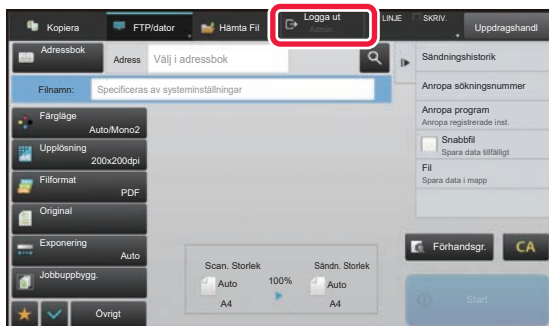 Kopiera
FTP/dator
Hämta Fil
Logga ut
Admin.
LINJE
SKRIV.
Uppdragshandl
Adressbok
Adress
Välj i adressbok
Filnamn:
Specificeras av systeminställningar
Färgläge
Auto/Mono2
Upplösning
200x200dpi
Filformat
PDF
Original
Exponering
Auto
Jobbuppbygg.
Övrigt
Scan. Storlek
Auto
A4
100%
Sändn. Storlek
Auto
A4
Sändningshistorik
Anropa sökningsnummer
Anropa program
Anropa registrerade inst.
Snabbfil
Spara data tillfälligt
Fil
Spara data i mapp
Förhandsgr.
CA
Start